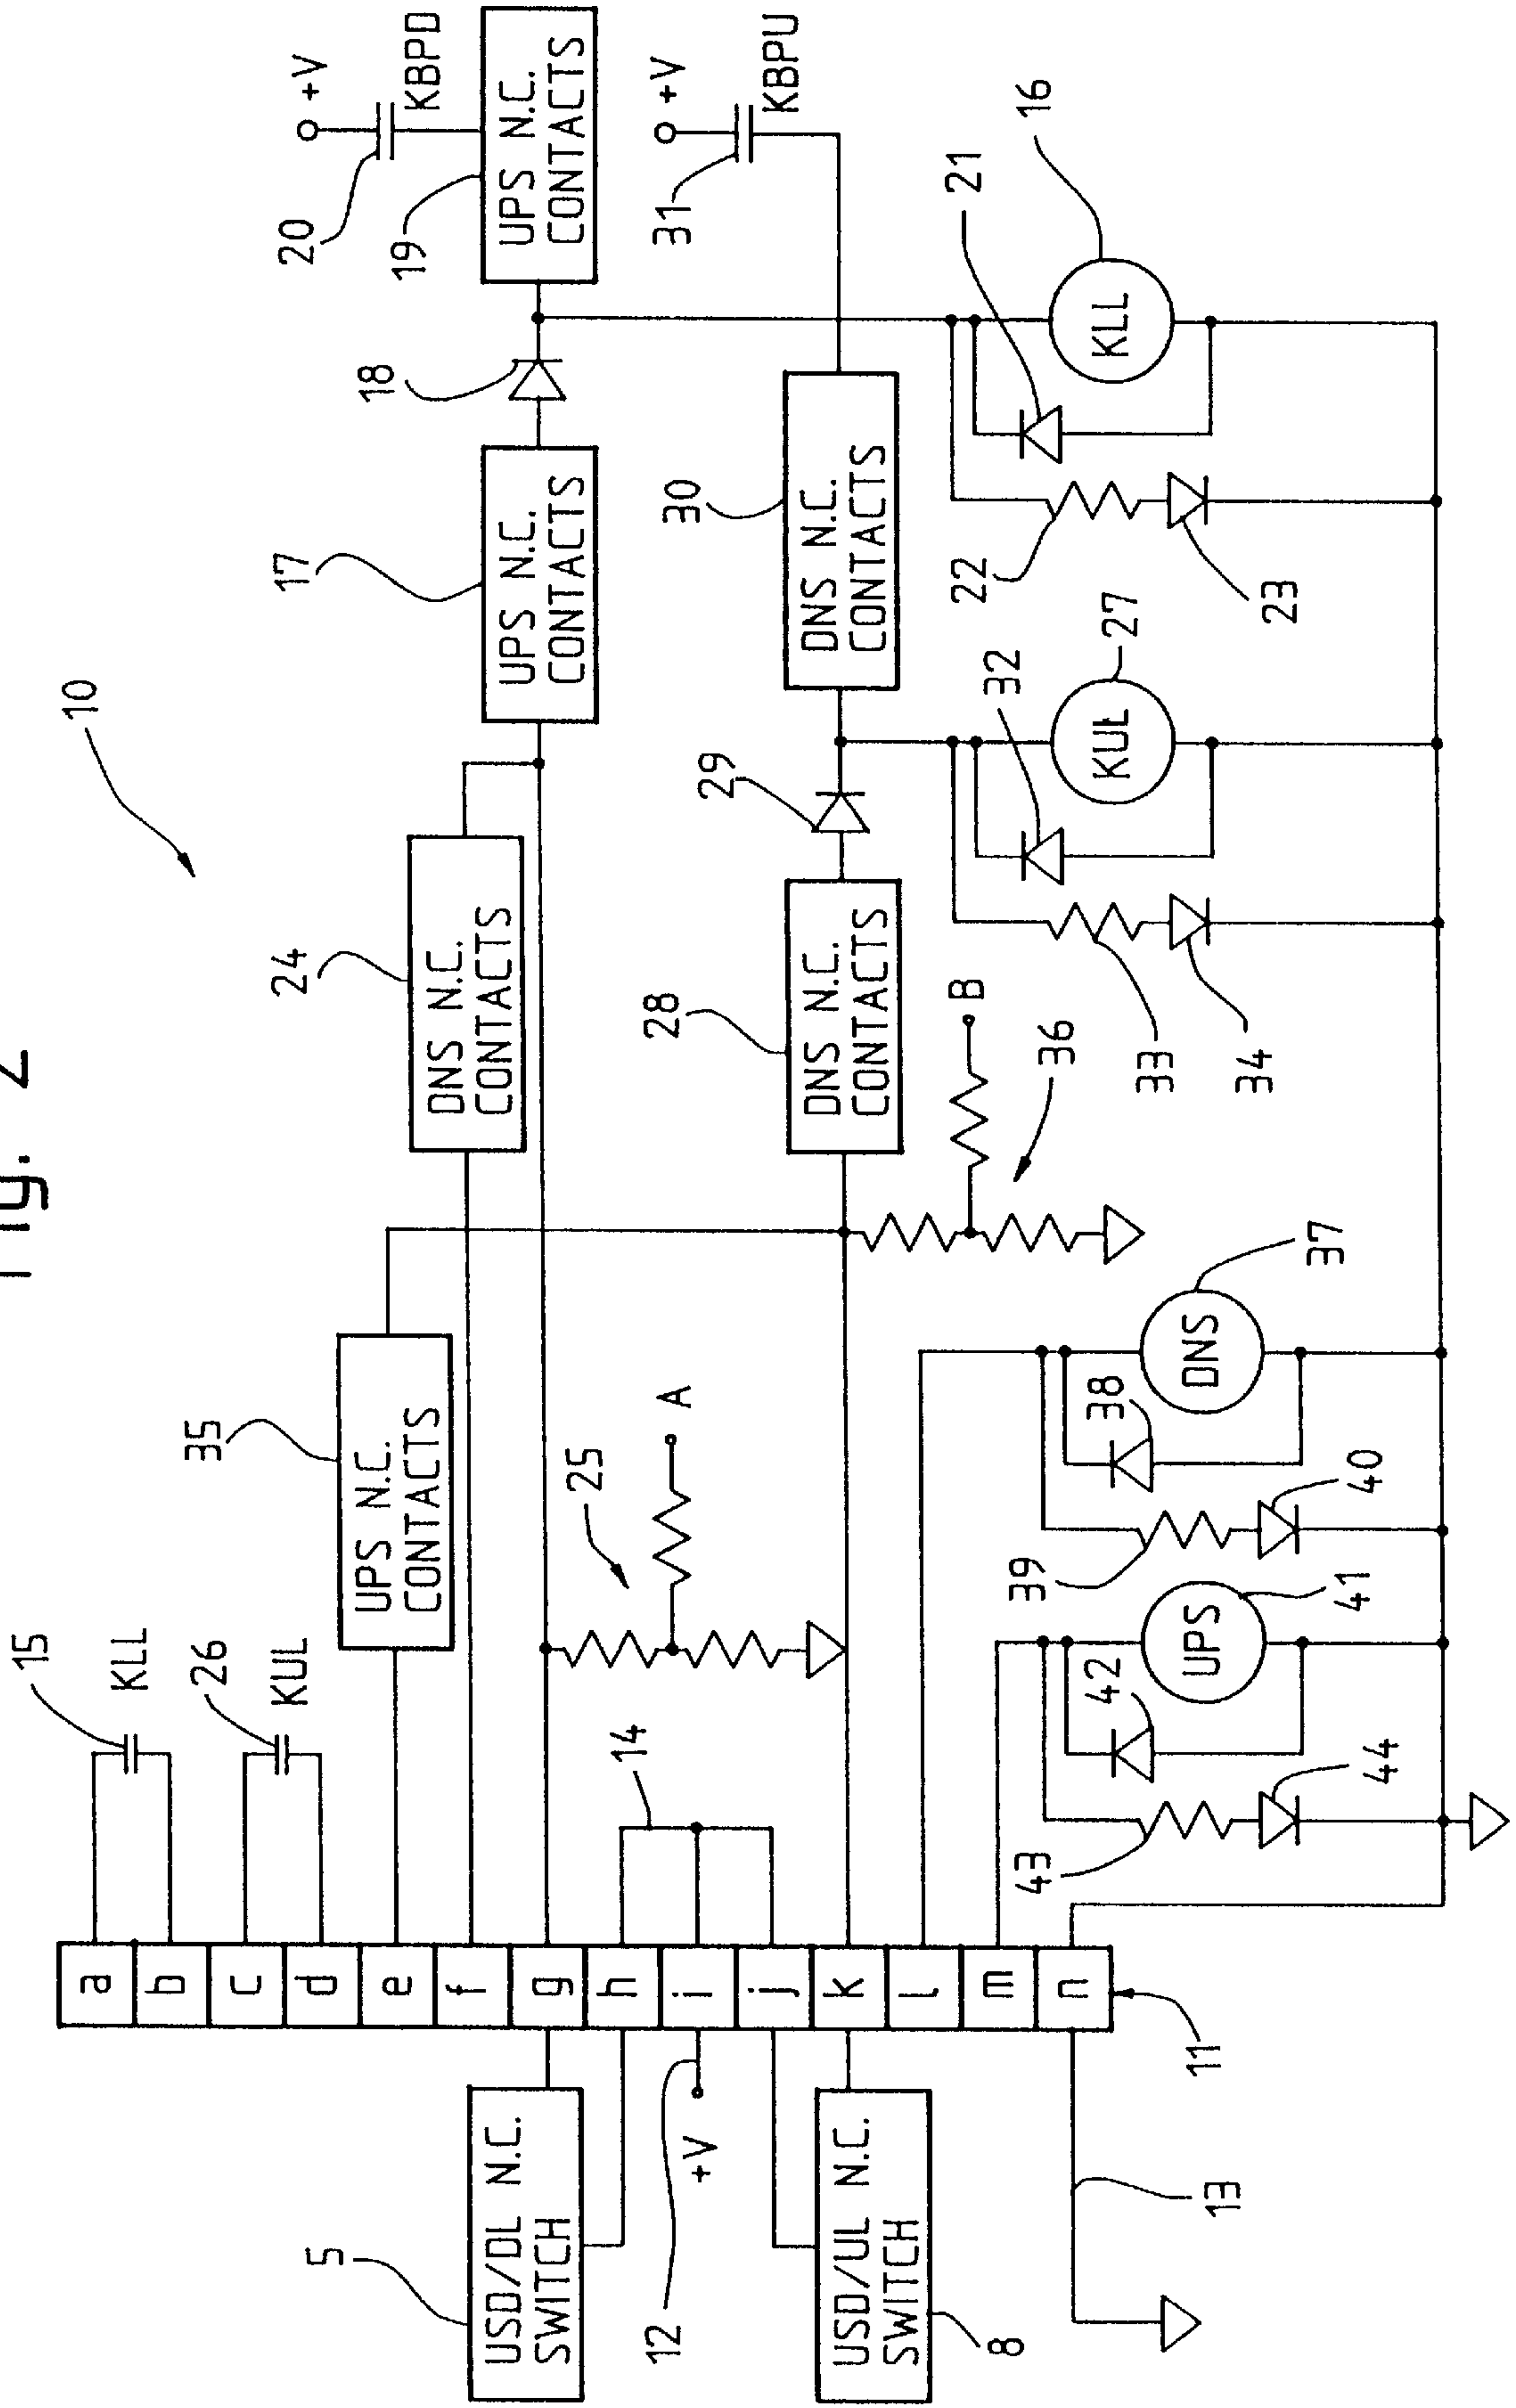 Fig. 2
10
15
KLL
26
KUL
35
UPS N.C.
CONTACTS
24
DNS N.C.
CONTACTS
17
UPS N.C.
CONTACTS
18
19
UPS N.C.
CONTACTS
20
+V
KBPD
31
+V
KBPU
a
b
c
d
e
f
g
h
i
j
k
l
m
n
11
5
USD/DL N.C.
SWITCH
12
+V
8
USD/UL N.C.
SWITCH
13
14
25
A
28
DNS N.C.
CONTACTS
29
30
DNS N.C.
CONTACTS
36
B
43
44
42
UPS
41
39
40
38
DNS
37
33
34
32
KUL
27
22
23
21
KLL
16